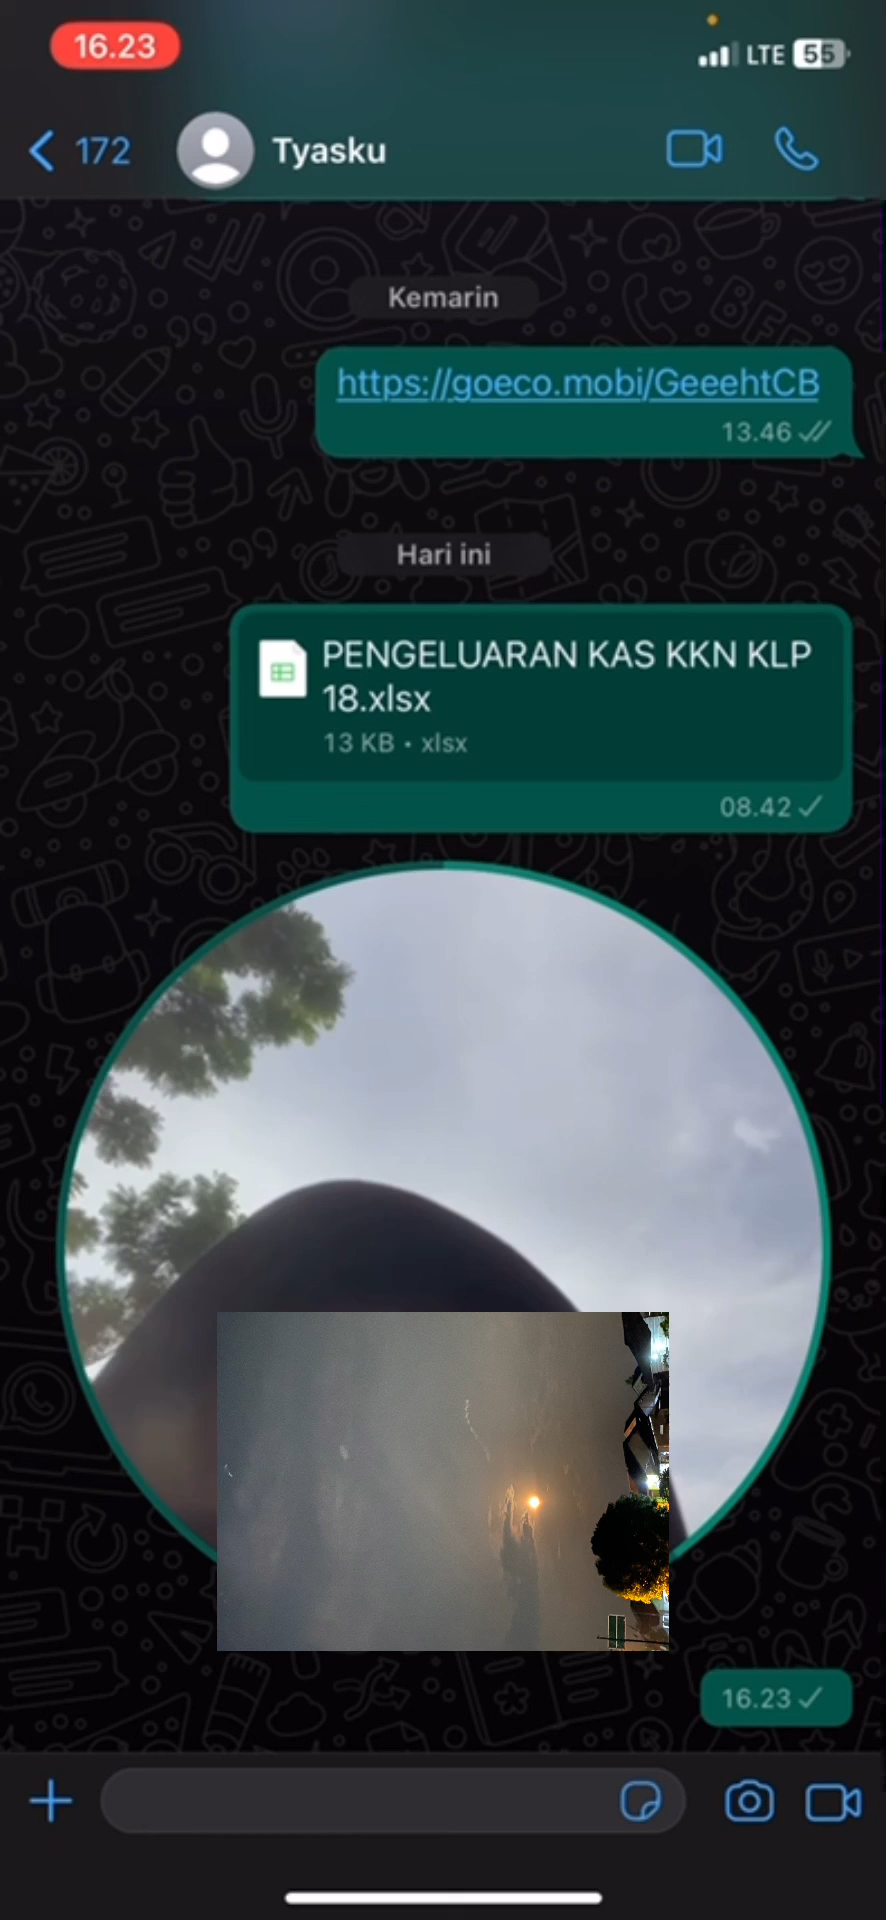 16.23
LTE 55
172 Tyasku
Kemarin
https://goeco.mobi/GeeehtCB
13.46
Hari ini
PENGELUARAN KAS KKN KLP
18.xlsx
13 KB • xlsx
08.42
16.23